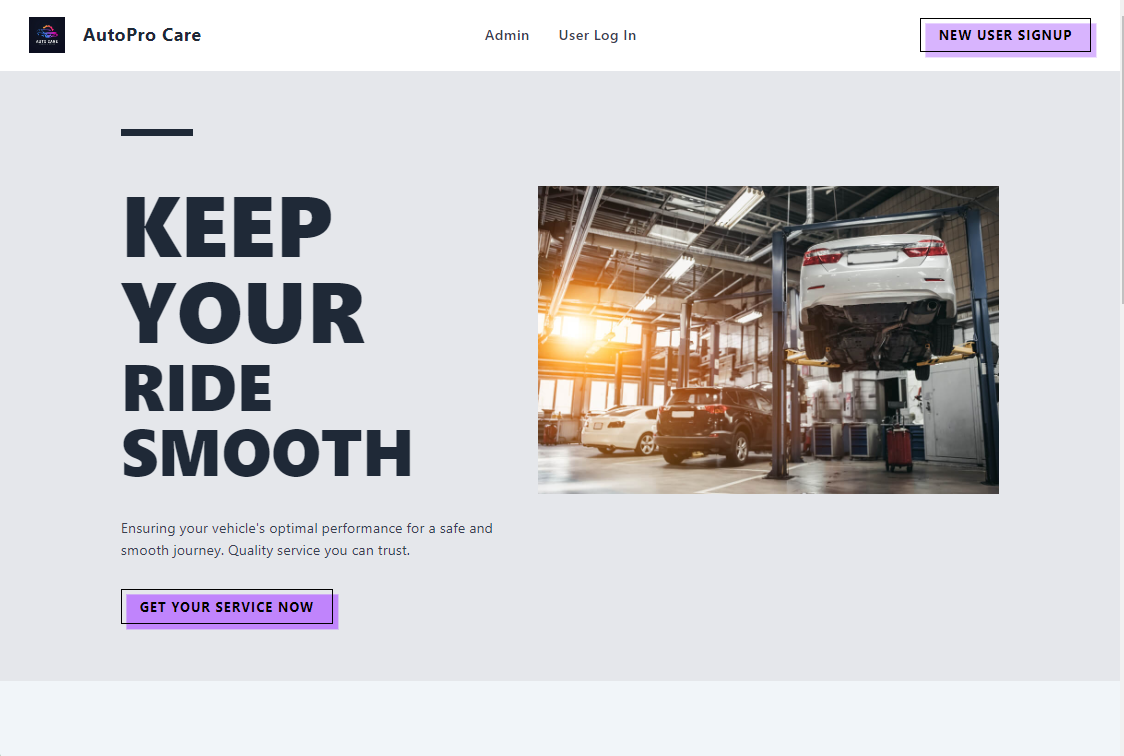 AUTO CARE
AutoPro Care
Admin
User Log In
NEW USER SIGNUP
KEEP
YOUR
RIDE
SMOOTH
Ensuring your vehicle's optimal performance for a safe and
smooth journey. Quality service you can trust.
GET YOUR SERVICE NOW